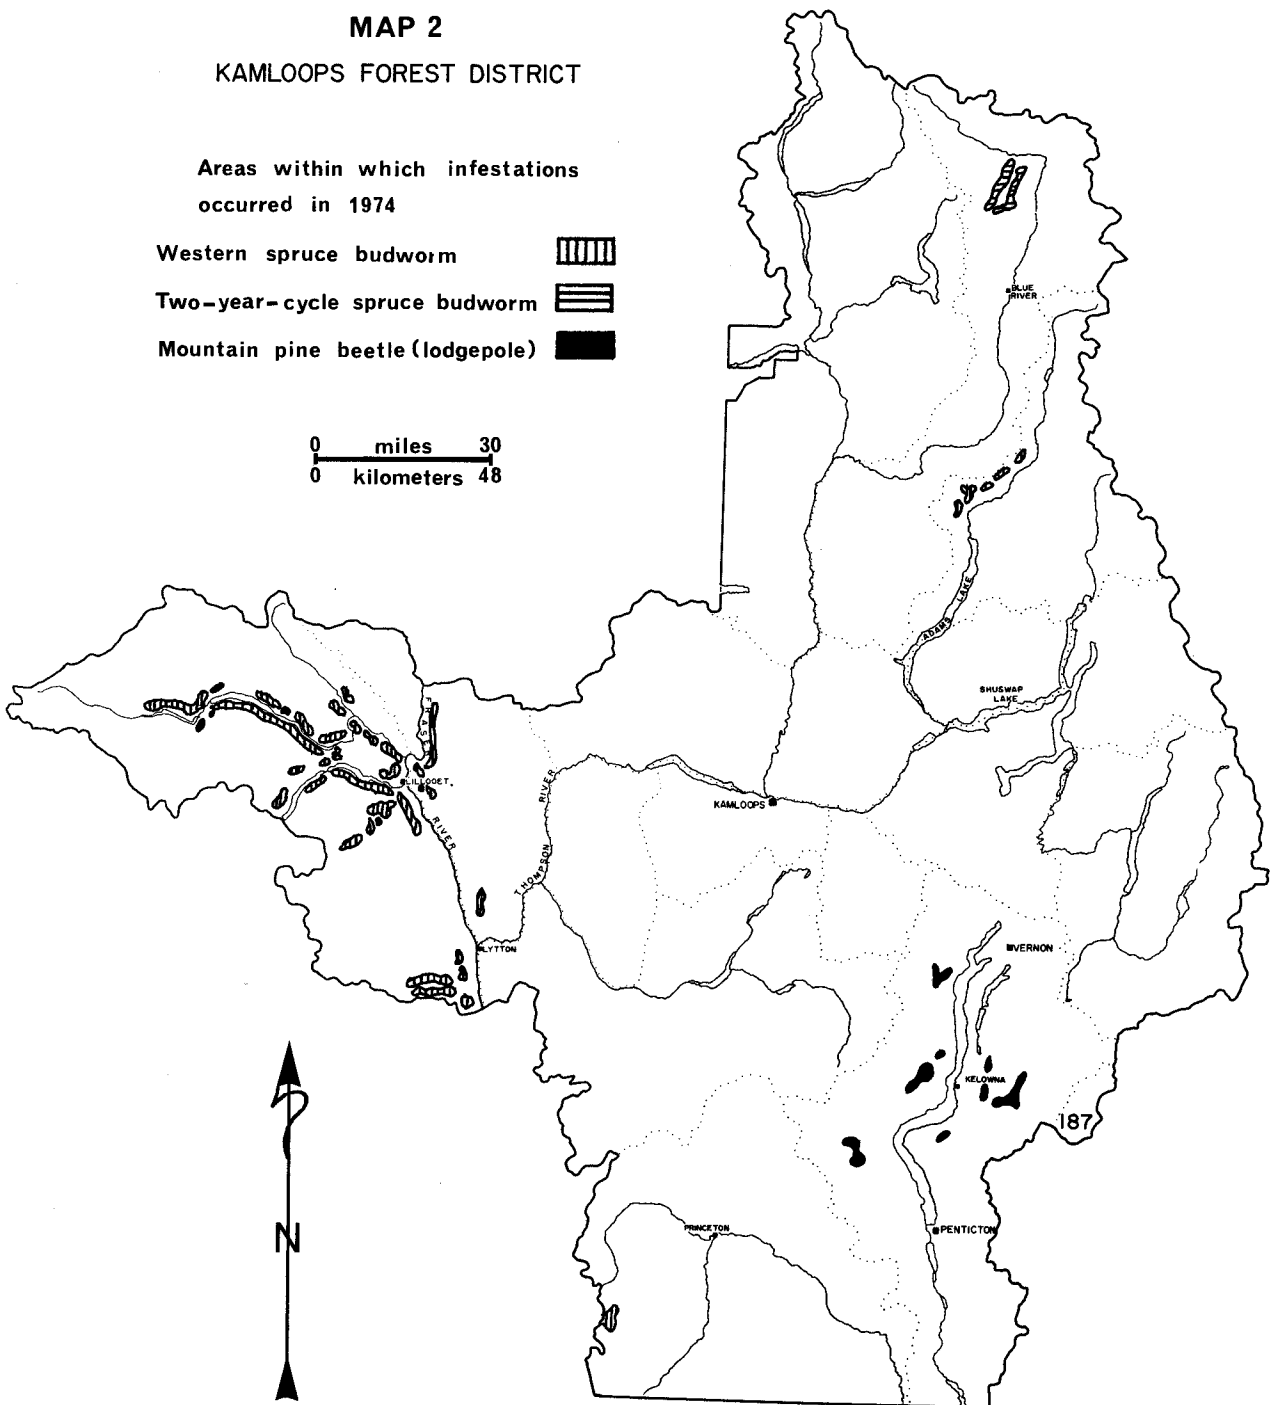 MAP 2
KAMLOOPS FOREST DISTRICT
Areas within which infestations
occurred in 1974
Western spruce budworm
Two-year-cycle spruce budworm
Mountain pine beetle (lodgepole)
0 miles 30
0 kilometers 48
BLUE
RIVER
ADAMS LAKE
SHUSWAP
LAKE
FRASER
LILLOOET
RIVER
THOMPSON RIVER
KAMLOOPS
LYTTON
VERNON
KELOWNA
187
PENTICTON
PRINCETON
N